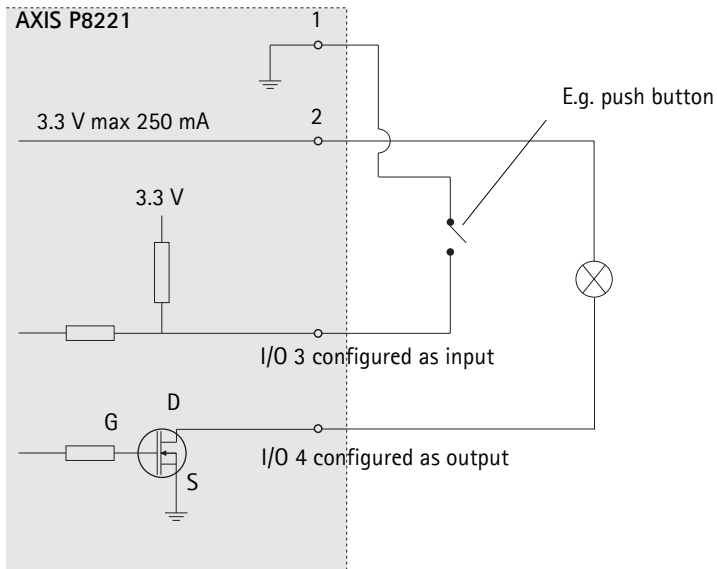 AXIS P8221
1
E.g. push button
3.3 V max 250 mA
2
3.3 V
I/O 3 configured as input
D
G
I/O 4 configured as output
S